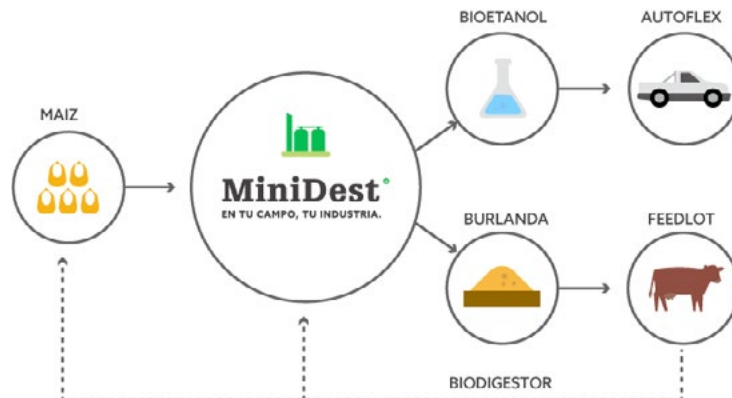 BIOETANOL
AUTOFLEX
MAIZ
MiniDest
EN TU CAMPO, TU INDUSTRIA.
BURLANDA
FEEDLOT
BIODIGESTOR